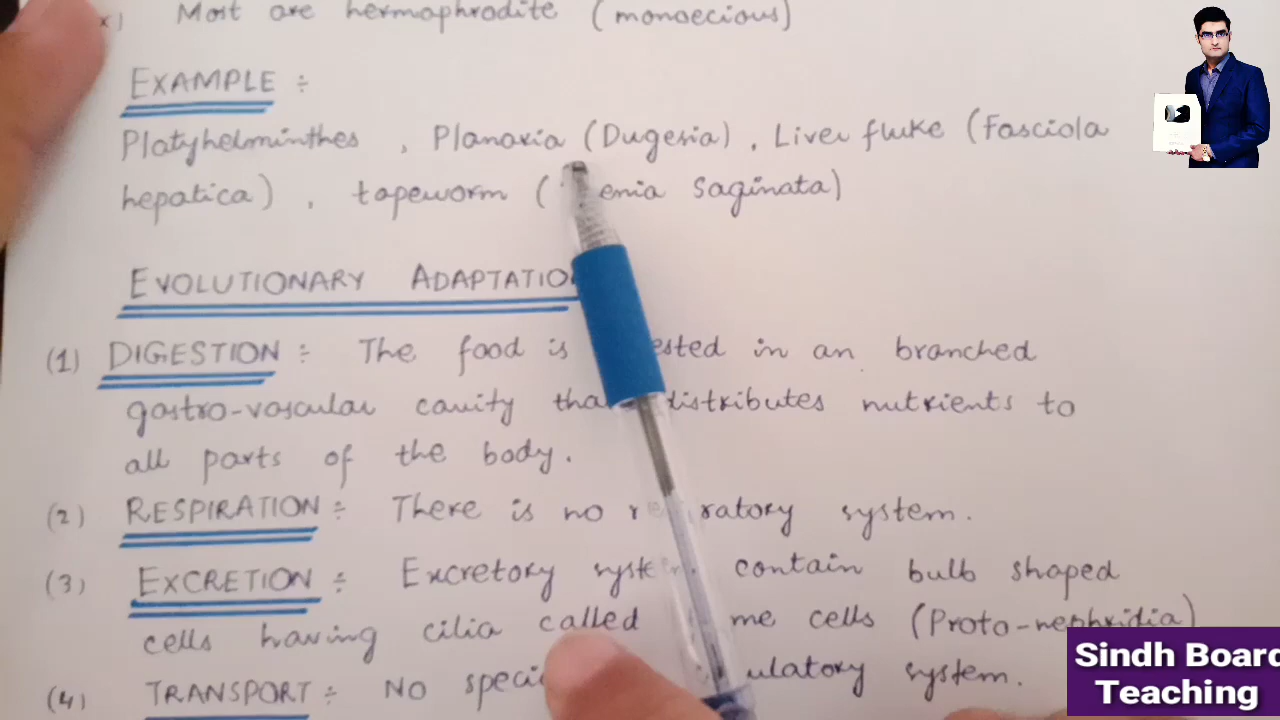 x) Most are hermaphrodite (monoecious)
EXAMPLE ÷
Platyhelminthes , Planaria (Dugesia) , Liver fluke (Fasciola
hepatica) , tapeworm ( enia Saginata)
EVOLUTIONARY ADAPTATIO
(1) DIGESTION ÷ The food is ested in an branched
gastro-vascular cavity tha distributes nutrients to
all parts of the body.
(2) RESPIRATION ÷ There is no re ratory system.
(3) EXCRETION ÷ Excretory syste contain bulb shaped
cells having cilia called me cells (Proto-nephridia)
(4) TRANSPORT ÷ No speci ulatory system.
Sindh Board
Teaching